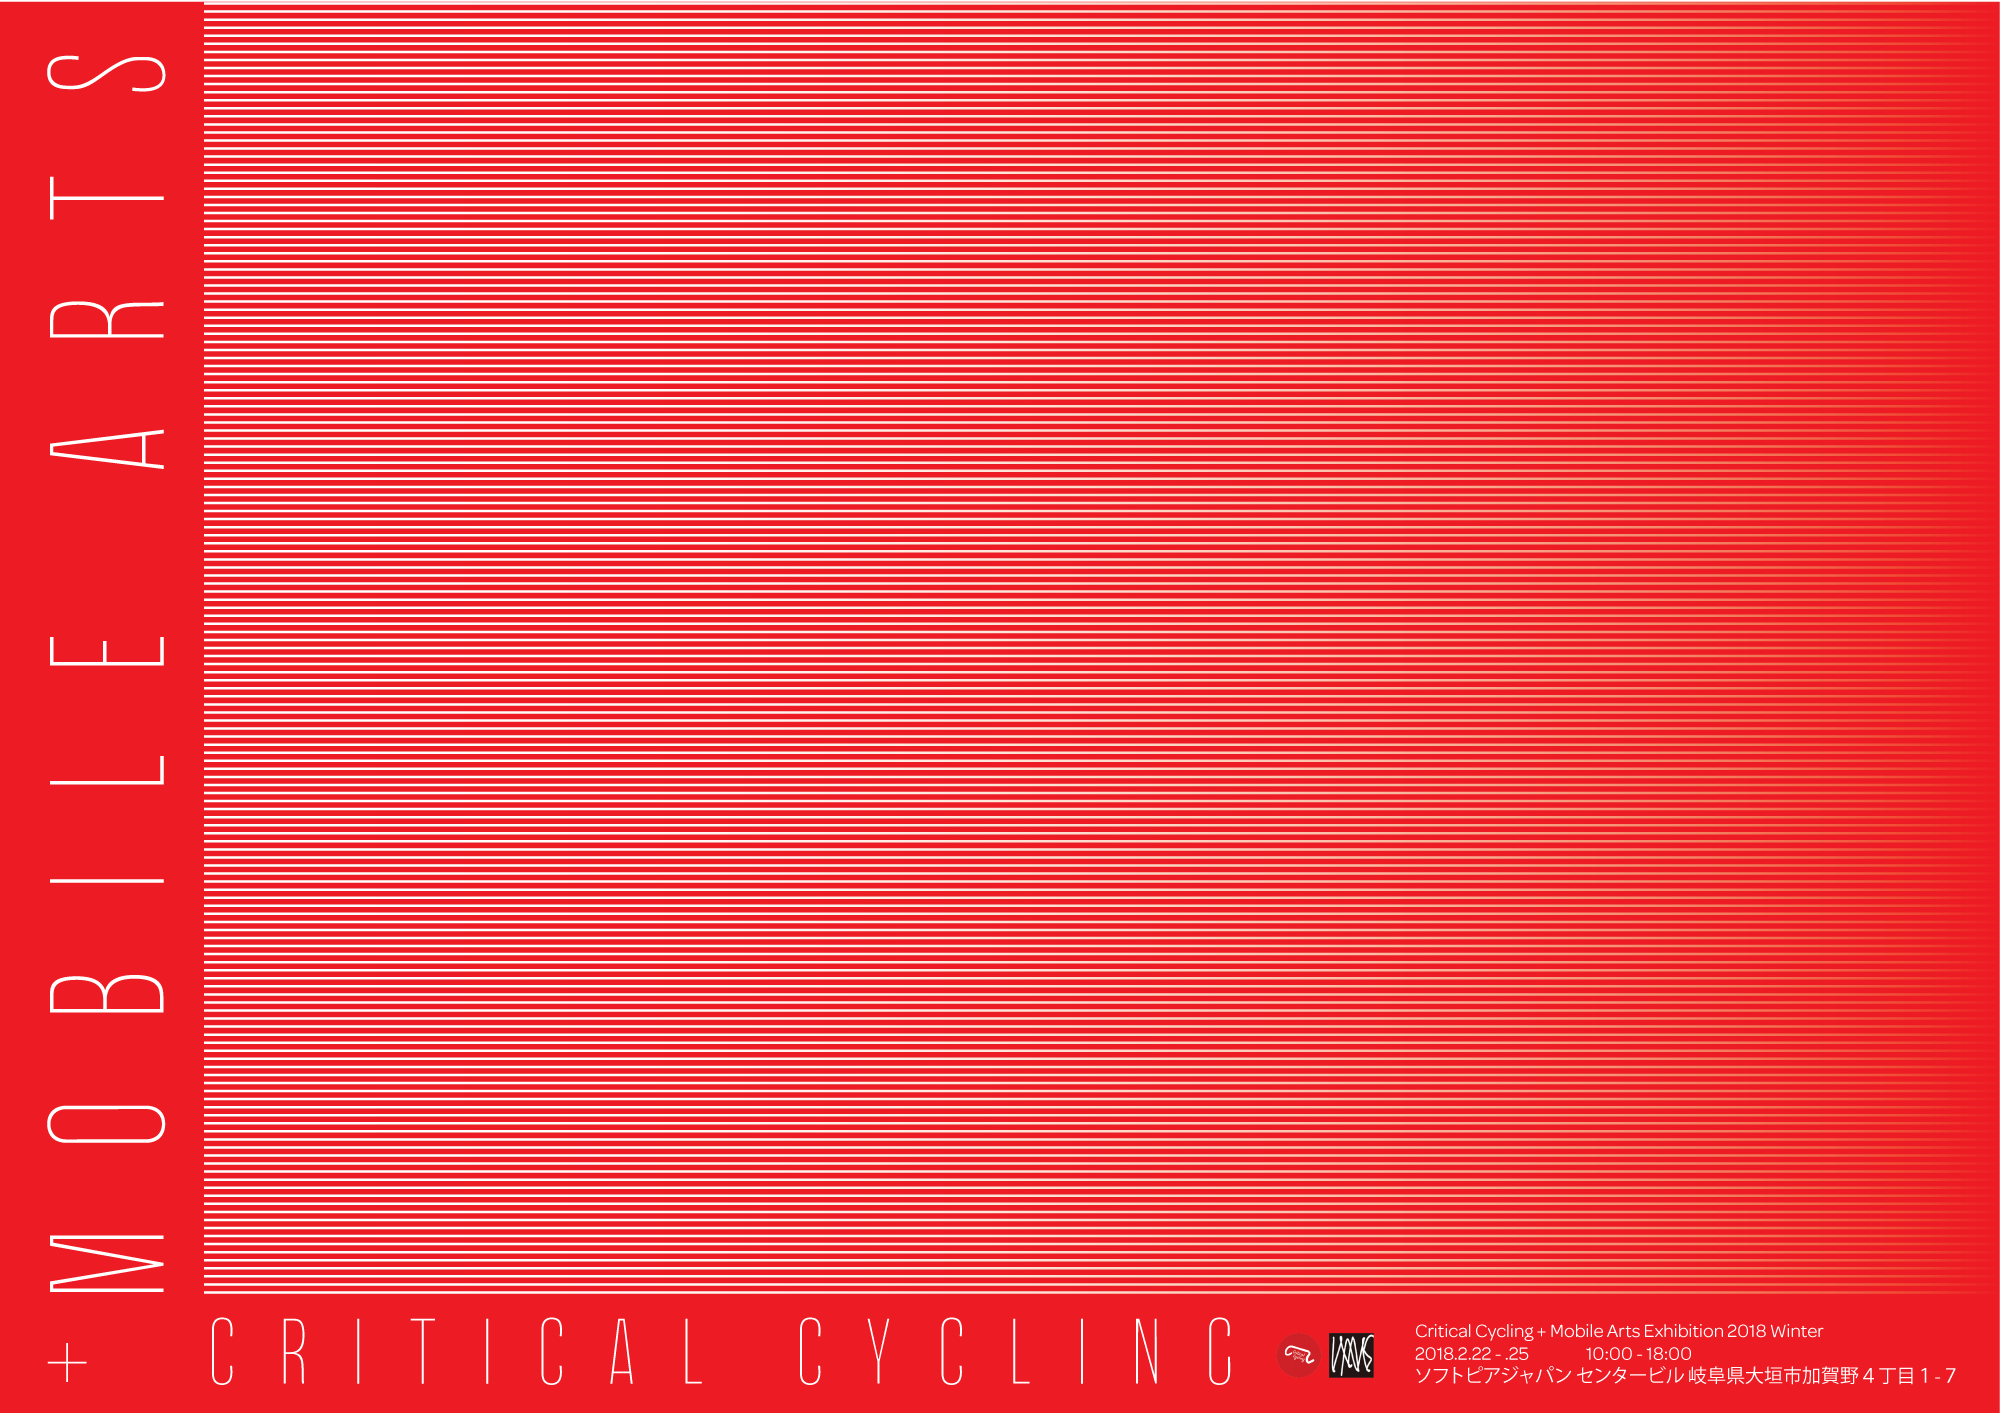 MOBILE ARTS
+
CRITICAL CYCLING
Critical Cycling + Mobile Arts Exhibition 2018 Winter
2018.2.22 - .25 10:00 - 18:00
ソフトピアジャパン センタービル 岐阜県大垣市加賀野 4 丁目 1 - 7